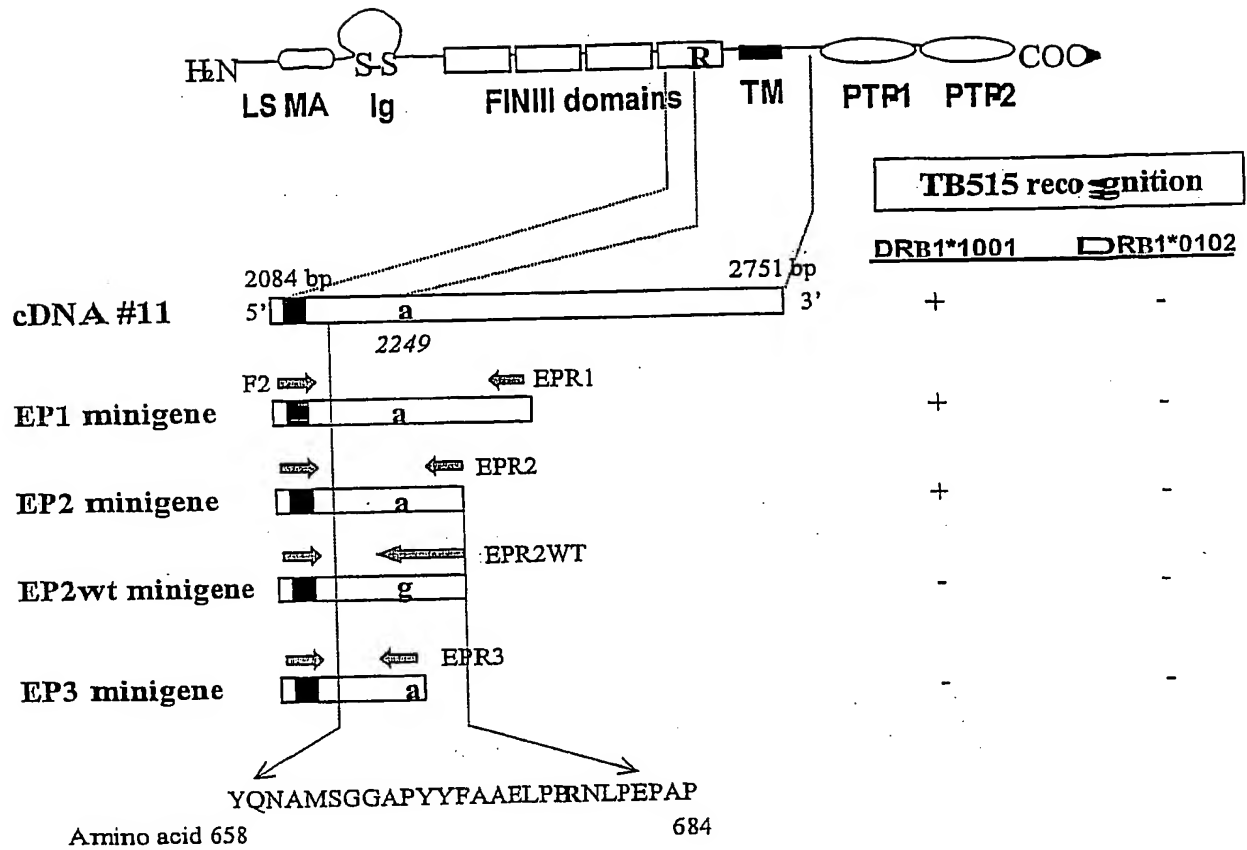 H₂N S-S R COO
LS MA Ig FINIII domains TM PTP1 PTP2
TB515 recognition
DRB1*1001 DRB1*0102
2084 bp 2751 bp
cDNA #11 5' a 3' + -
2249
F2 EPR1
EP1 minigene a + -
EPR2
EP2 minigene a + -
EPR2WT
EP2wt minigene g - -
EPR3
EP3 minigene a - -
Amino acid 658 684